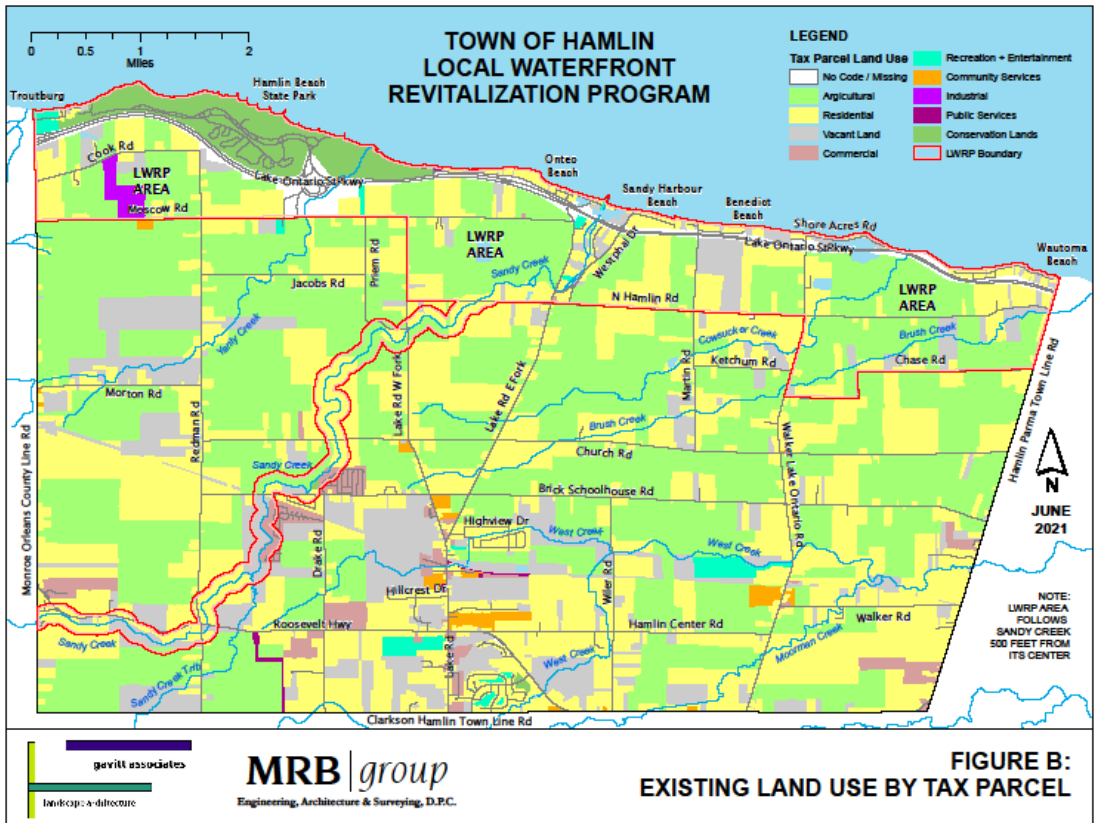 0 0.5 1 2
Miles
TOWN OF HAMLIN
LOCAL WATERFRONT
REVITALIZATION PROGRAM
LEGEND
Tax Parcel Land Use
No Code / Missing
Argicultural
Residential
Vacant Land
Commercial
Recreation + Entertainment
Community Services
Industrial
Public Services
Conservation Lands
LWRP Boundary
Troutburg
Hamlin Beach
State Park
Cook Rd
LWRP
AREA
Moscow Rd
Lake Ontario StPkwy
Onteo
Beach
Sandy Harbour
Beach
Benedict
Beach
Shore Acres Rd
Lake Ontario StPkwy
Wautoma
Beach
LWRP
AREA
Westphal Dr
Sandy Creek
Priem Rd
Jacobs Rd
N Hamlin Rd
LWRP
AREA
Brush Creek
Chase Rd
Cowsucker Creek
Ketchum Rd
Yanty Creek
Martin Rd
Morton Rd
Lake Rd W Fork
Lake Rd E Fork
Redman Rd
Monroe Orleans County Line Rd
Hamlin Parma Town Line Rd
Brush Creek
Church Rd
Walker Lake Ontario Rd
Sandy Creek
Brick Schoolhouse Rd
Highview Dr
West Creek
West Creek
Drake Rd
Wiler Rd
Hillcrest Dr
Roosevelt Hwy
Hamlin Center Rd
Walker Rd
Moorman Creek
Sandy Creek
Sandy Creek Trib
Lake Rd
West Creek
Clarkson Hamlin Town Line Rd
N
JUNE
2021
NOTE:
LWRP AREA
FOLLOWS
SANDY CREEK
500 FEET FROM
ITS CENTER
gavitt associates
landscape architecture
MRB group
Engineering, Architecture & Surveying, D.P.C.
FIGURE B:
EXISTING LAND USE BY TAX PARCEL